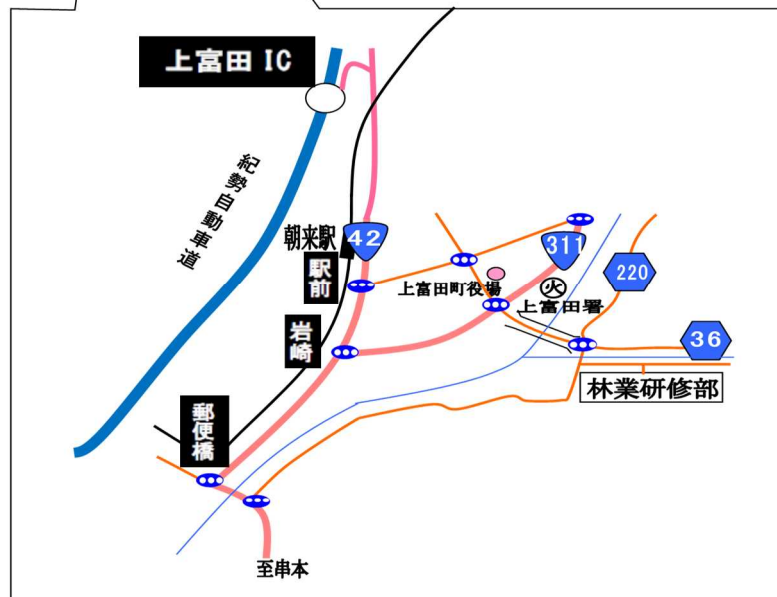 上富田 IC
紀勢自動車道
朝来駅
42
駅前
311
上富田町役場
火
上富田署
220
岩崎
36
林業研修部
郵便橋
至串本